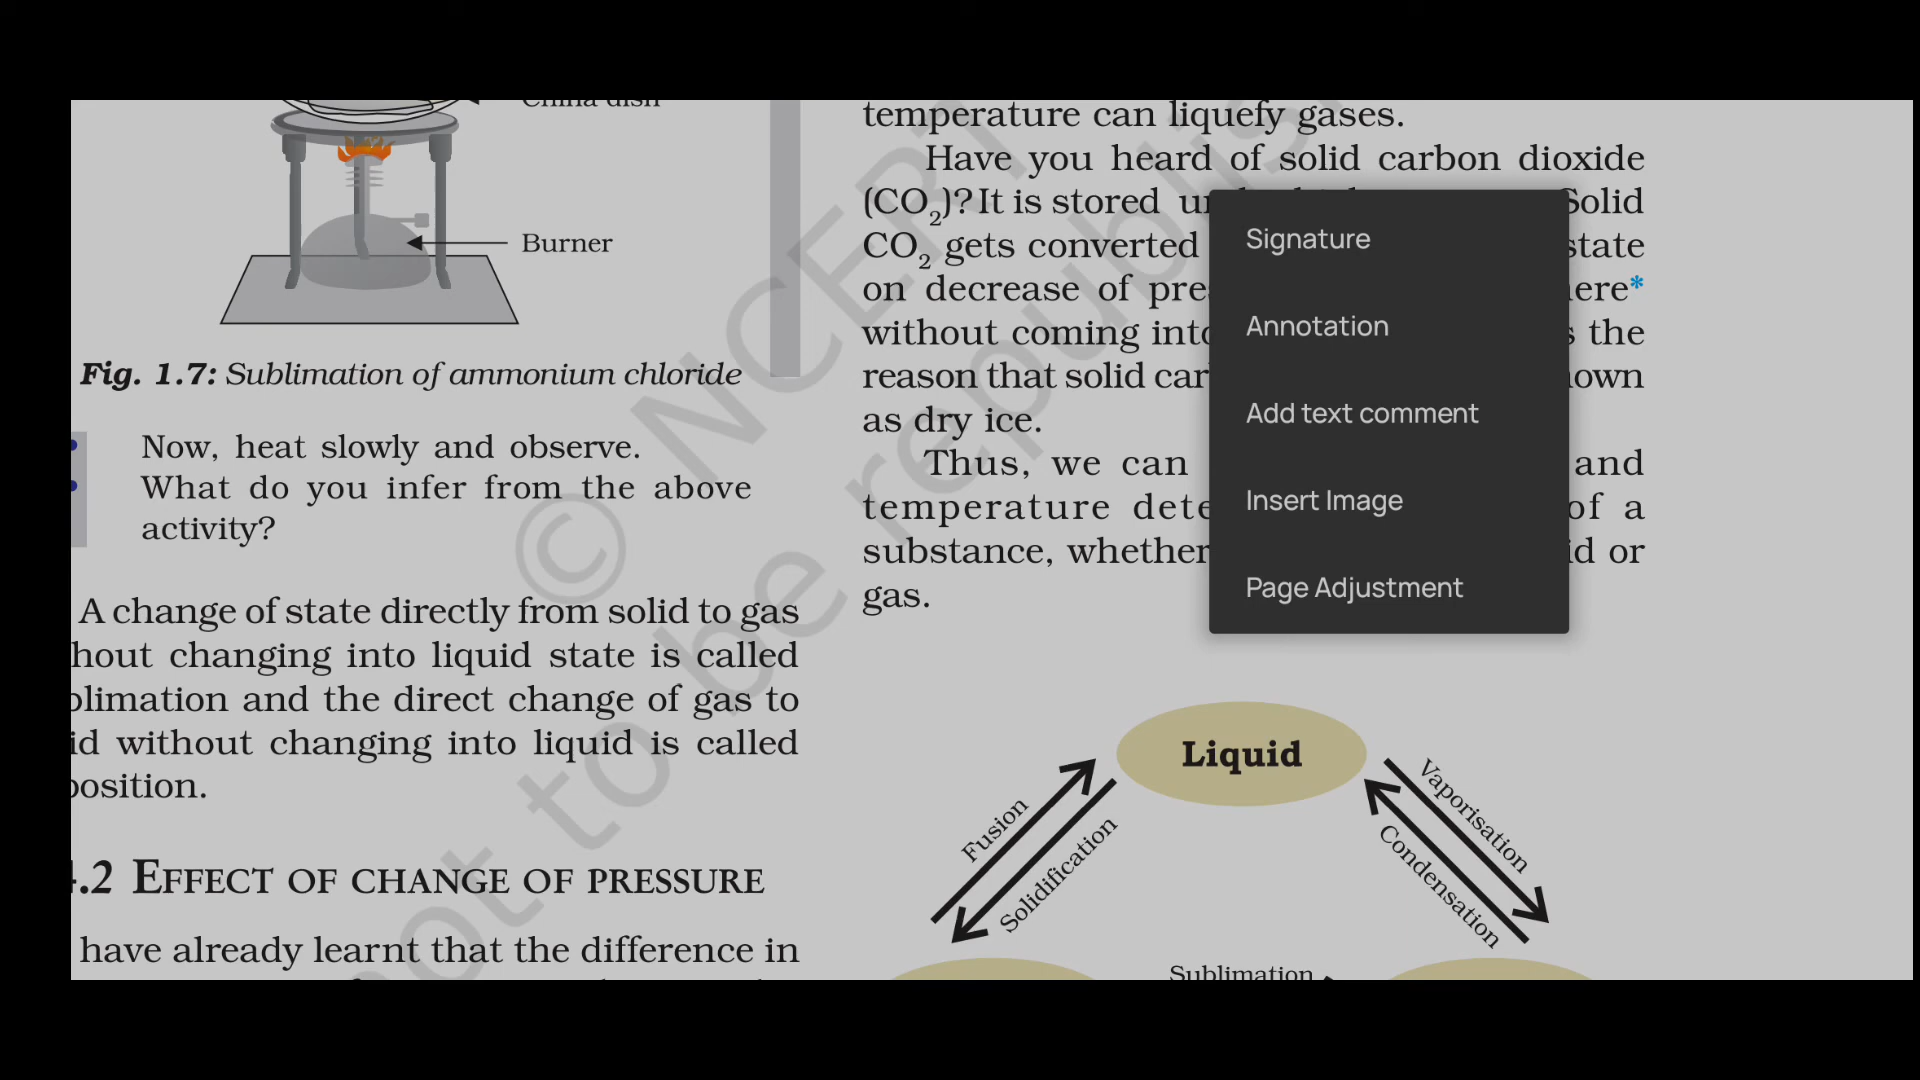 China dish
Burner
Fig. 1.7: Sublimation of ammonium chloride
Now, heat slowly and observe.
What do you infer from the above
activity?
A change of state directly from solid to gas
hout changing into liquid state is called
blimation and the direct change of gas to
id without changing into liquid is called
position.
.2 EFFECT OF CHANGE OF PRESSURE
have already learnt that the difference in
temperature can liquefy gases.
Have you heard of solid carbon dioxide
(CO2)? It is stored Solid
CO2 gets converted state
on decrease of ere*
without coming the
reason that solid own
as dry ice.
Thus, we can and
temperature of a
substance, whether id or
gas.
Signature
Annotation
Add text comment
Insert Image
Page Adjustment
Liquid
Fusion
Solidification
Vaporisation
Condensation
Sublimation
© NCERT
not to be republis